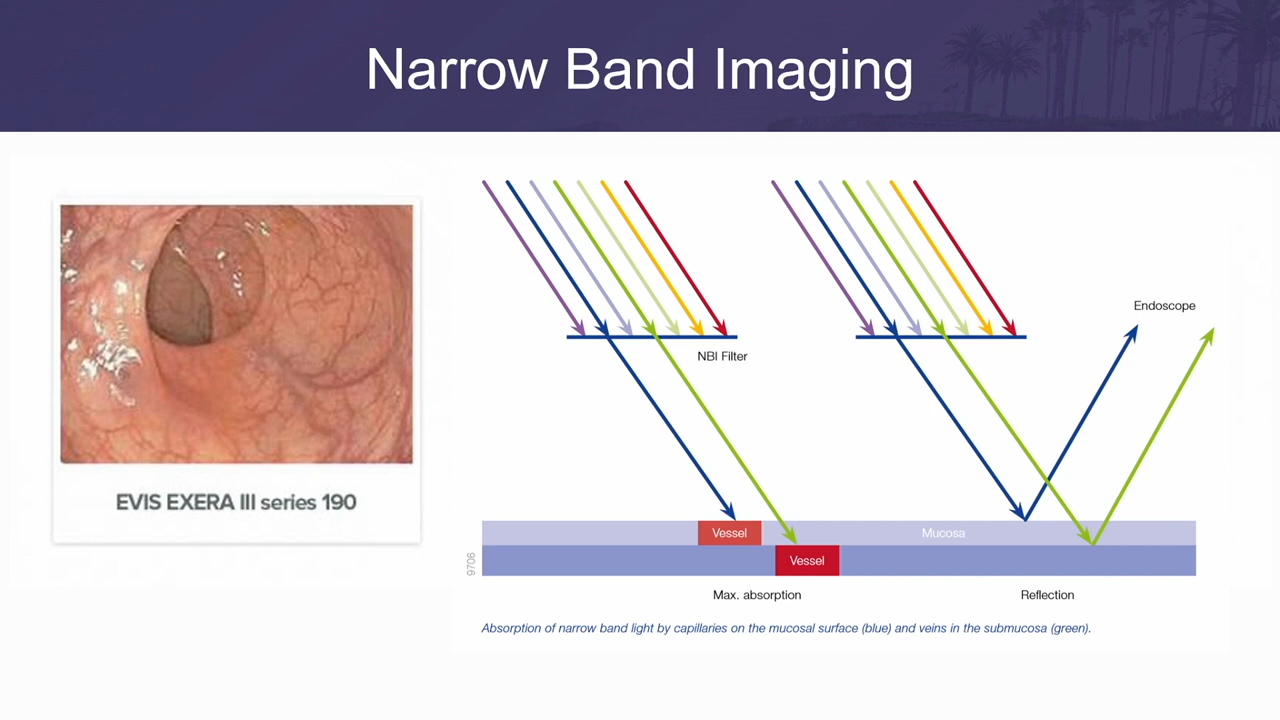 Narrow Band Imaging
EVIS EXERA III series 190
NBI Filter
Endoscope
Vessel
Mucosa
Vessel
9706
Max. absorption
Reflection
Absorption of narrow band light by capillaries on the mucosal surface (blue) and veins in the submucosa (green).